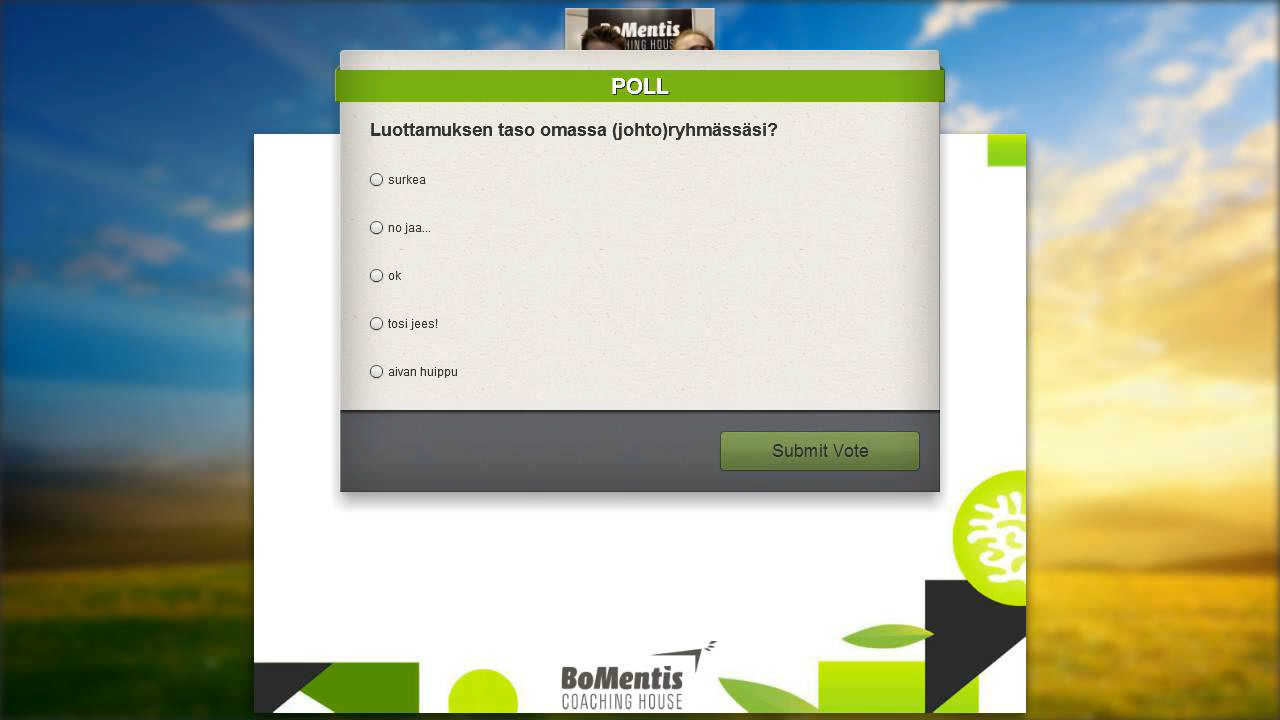 BoMentis
COACHING HOUSE
POLL
Luottamuksen taso omassa (johto)ryhmässäsi?
surkea
no jaa...
ok
tosi jees!
aivan huippu
Submit Vote
BoMentis
COACHING HOUSE